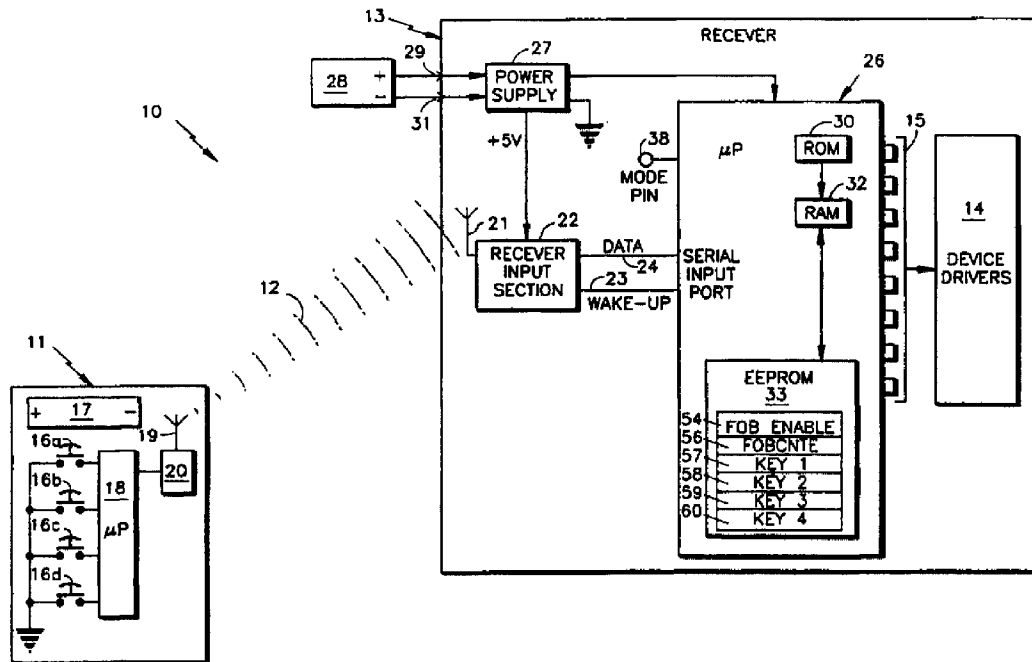 13
RECEVER
29
27
28
+
−
POWER
SUPPLY
26
31
10
+5V
38
MODE
PIN
μP
30
ROM
15
32
RAM
21
22
RECEVER
INPUT
SECTION
DATA
24
23
WAKE-UP
SERIAL
INPUT
PORT
14
DEVICE
DRIVERS
12
11
+ 17 −
19
20
16a
16b
16c
16d
18
μP
EEPROM
33
54 FOB ENABLE
56 FOBCNTE
57 KEY 1
58 KEY 2
59 KEY 3
60 KEY 4